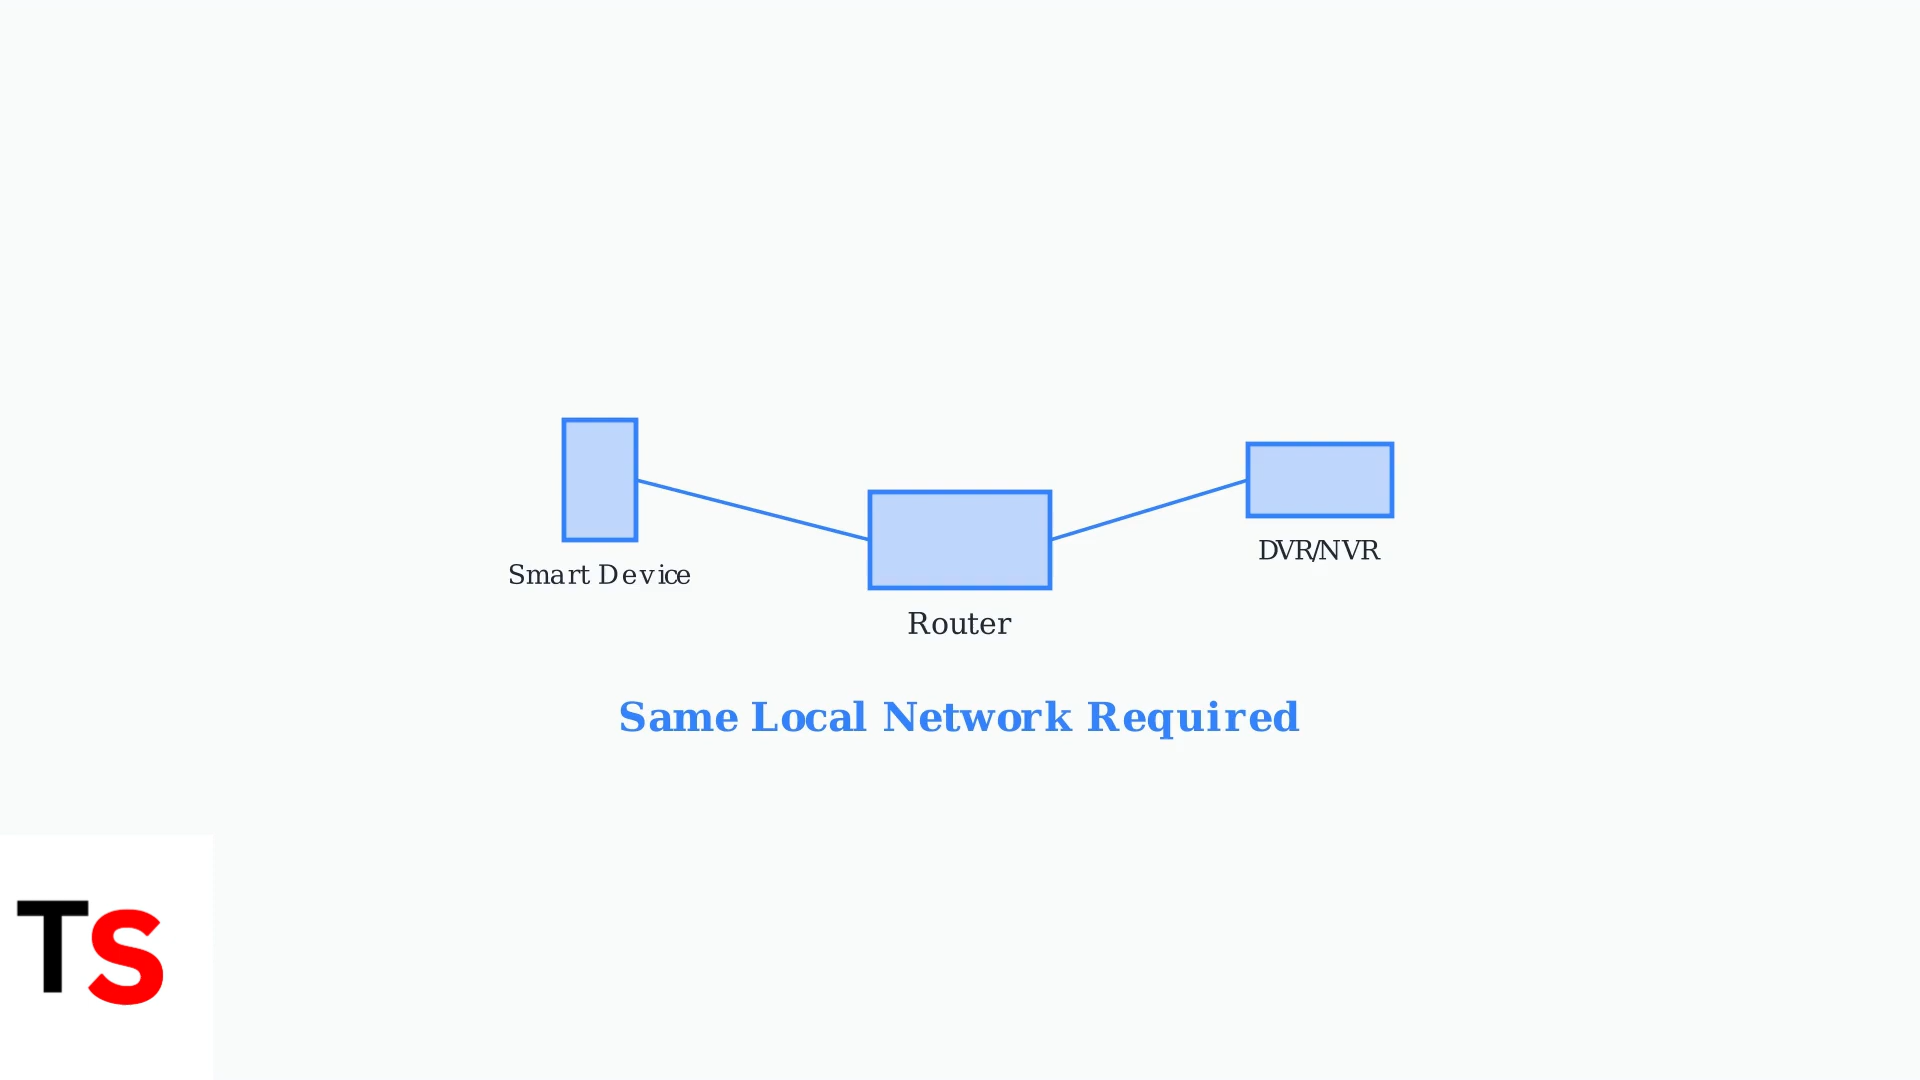 Smart Device
DVR/NVR
Router
Same Local Network Required
TS